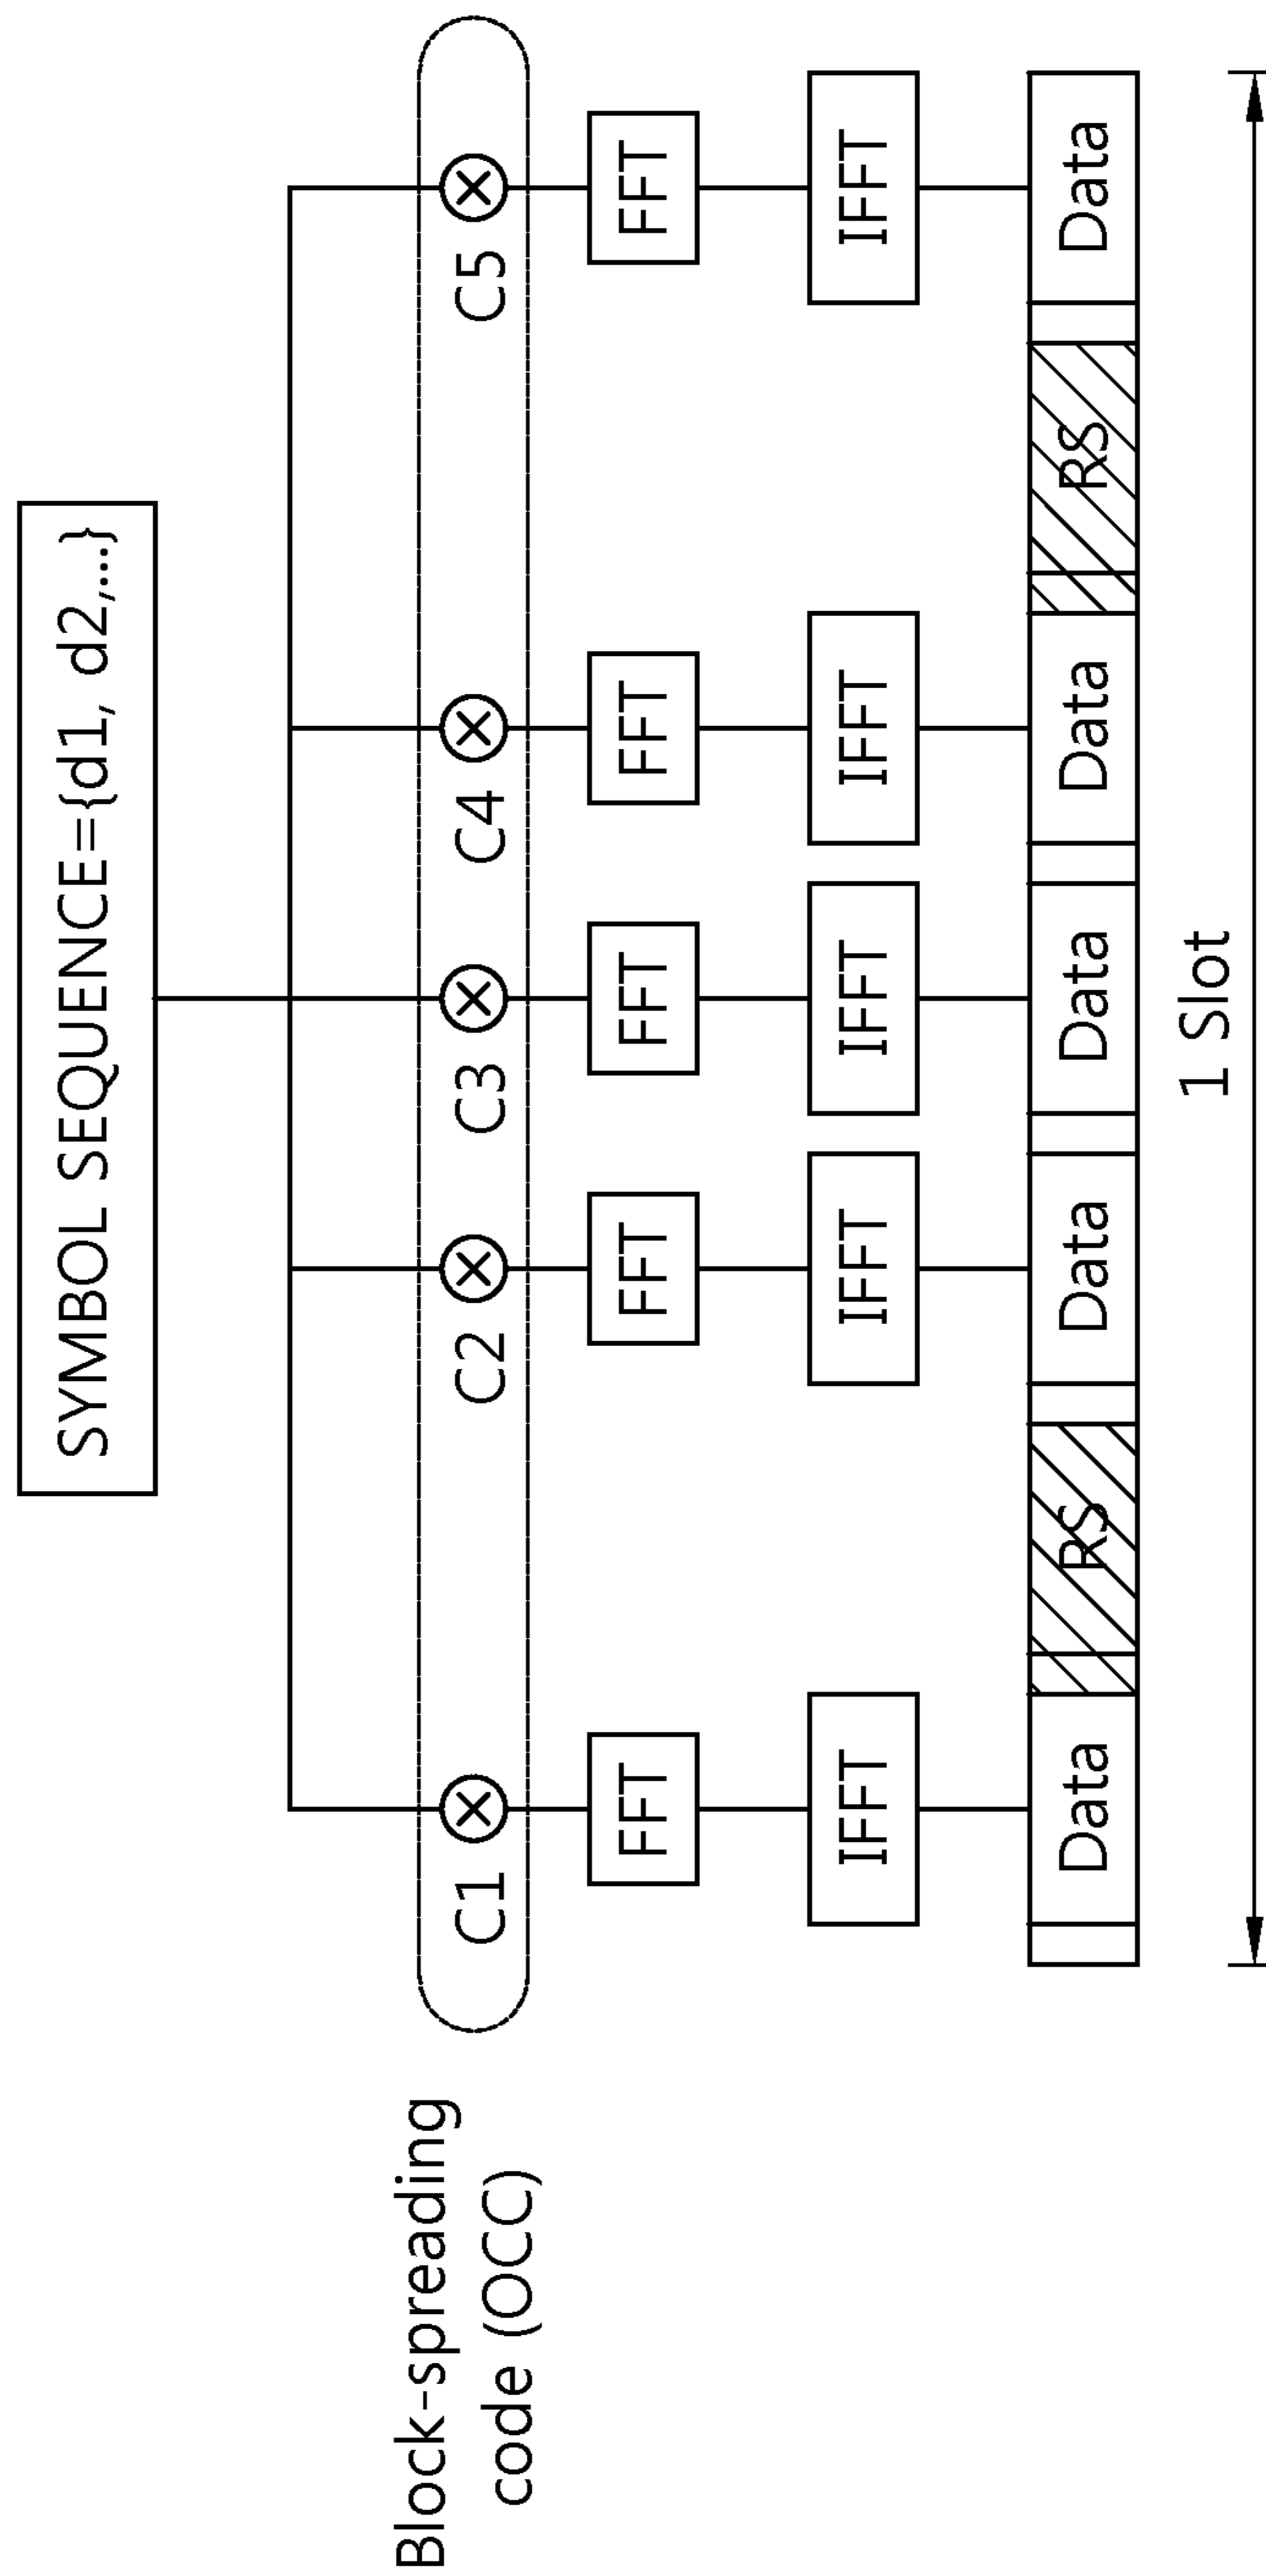 SYMBOL SEQUENCE={d1, d2,...}
Block-spreading
code (OCC)
C1
C2
C3
C4
C5
FFT
FFT
FFT
FFT
FFT
IFFT
IFFT
IFFT
IFFT
IFFT
Data
RS
Data
Data
Data
RS
Data
1 Slot